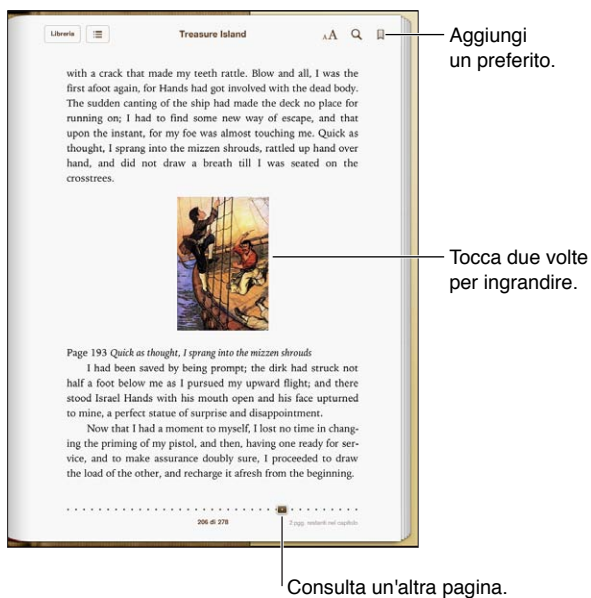 Libreria
Treasure Island
AA
Aggiungi
un preferito.
with a crack that made my teeth rattle. Blow and all, I was the
first afoot again, for Hands had got involved with the dead body.
The sudden canting of the ship had made the deck no place for
running on; I had to find some new way of escape, and that
upon the instant, for my foe was almost touching me. Quick as
thought, I sprang into the mizzen shrouds, rattled up hand over
hand, and did not draw a breath till I was seated on the
crosstrees.
Tocca due volte
per ingrandire.
Page 193 Quick as thought, I sprang into the mizzen shrouds
I had been saved by being prompt; the dirk had struck not
half a foot below me as I pursued my upward flight; and there
stood Israel Hands with his mouth open and his face upturned
to mine, a perfect statue of surprise and disappointment.
Now that I had a moment to myself, I lost no time in chang-
ing the priming of my pistol, and then, having one ready for ser-
vice, and to make assurance doubly sure, I proceeded to draw
the load of the other, and recharge it afresh from the beginning.
206 di 278
2 pgg. restanti nel capitolo
Consulta un'altra pagina.